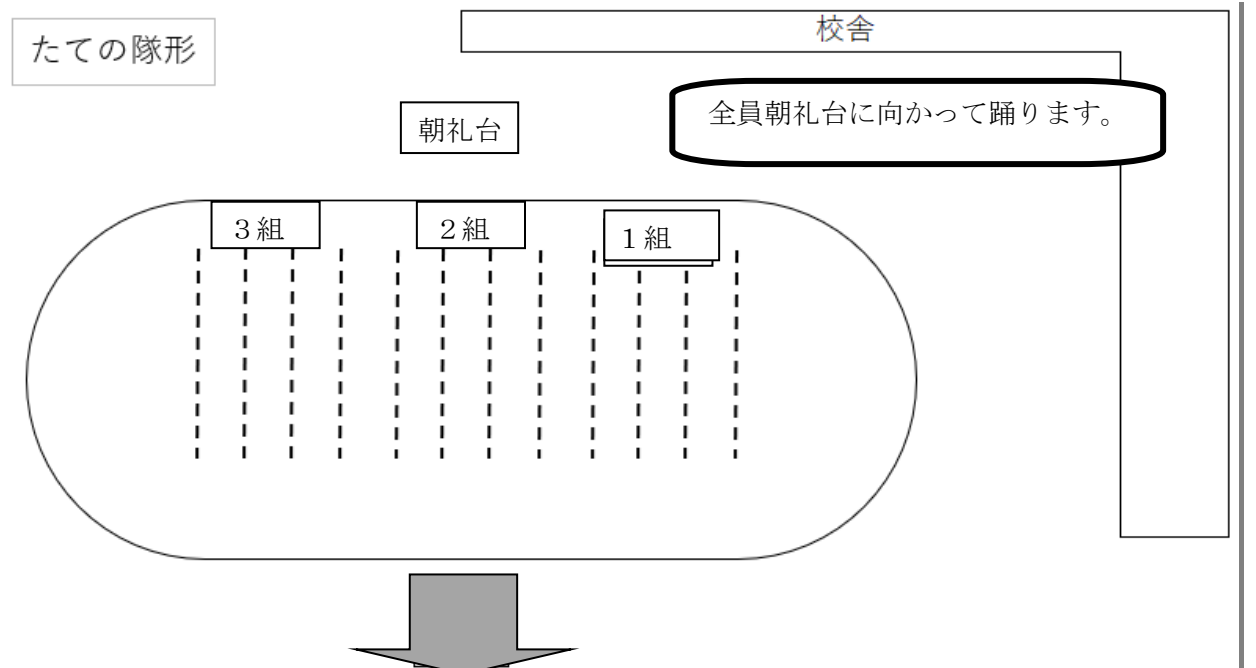 たての隊形
校舎
全員朝礼台に向かって踊ります。
朝礼台
３組
２組
１組